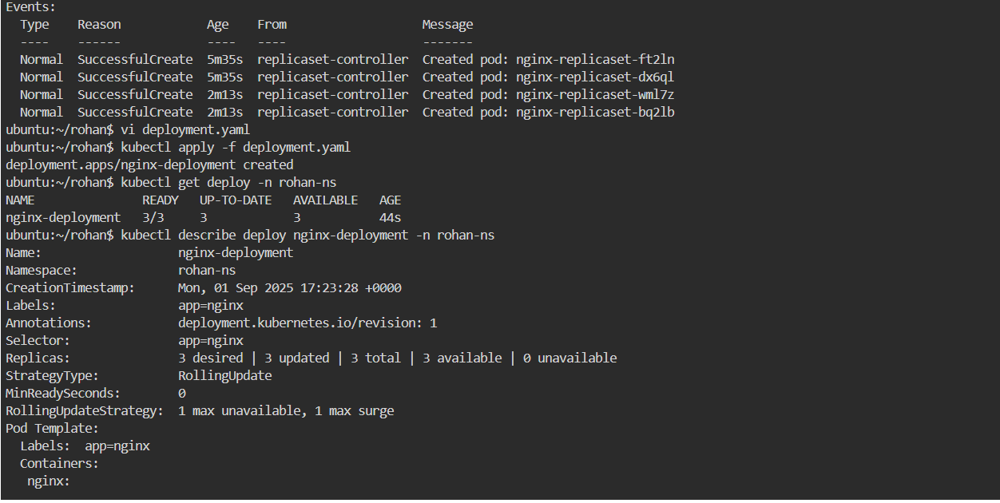 Events:
  Type    Reason            Age    From                   Message
  ----    ------            ----   ----                   -------
  Normal  SuccessfulCreate  5m35s  replicaset-controller  Created pod: nginx-replicaset-ft2ln
  Normal  SuccessfulCreate  5m35s  replicaset-controller  Created pod: nginx-replicaset-dx6ql
  Normal  SuccessfulCreate  2m13s  replicaset-controller  Created pod: nginx-replicaset-wml7z
  Normal  SuccessfulCreate  2m13s  replicaset-controller  Created pod: nginx-replicaset-bq2lb
ubuntu:~/rohan$ vi deployment.yaml
ubuntu:~/rohan$ kubectl apply -f deployment.yaml
deployment.apps/nginx-deployment created
ubuntu:~/rohan$ kubectl get deploy -n rohan-ns
NAME               READY   UP-TO-DATE   AVAILABLE   AGE
nginx-deployment   3/3     3            3           44s
ubuntu:~/rohan$ kubectl describe deploy nginx-deployment -n rohan-ns
Name:                   nginx-deployment
Namespace:              rohan-ns
CreationTimestamp:      Mon, 01 Sep 2025 17:23:28 +0000
Labels:                 app=nginx
Annotations:            deployment.kubernetes.io/revision: 1
Selector:               app=nginx
Replicas:               3 desired | 3 updated | 3 total | 3 available | 0 unavailable
StrategyType:           RollingUpdate
MinReadySeconds:        0
RollingUpdateStrategy:  1 max unavailable, 1 max surge
Pod Template:
  Labels:  app=nginx
  Containers:
   nginx: